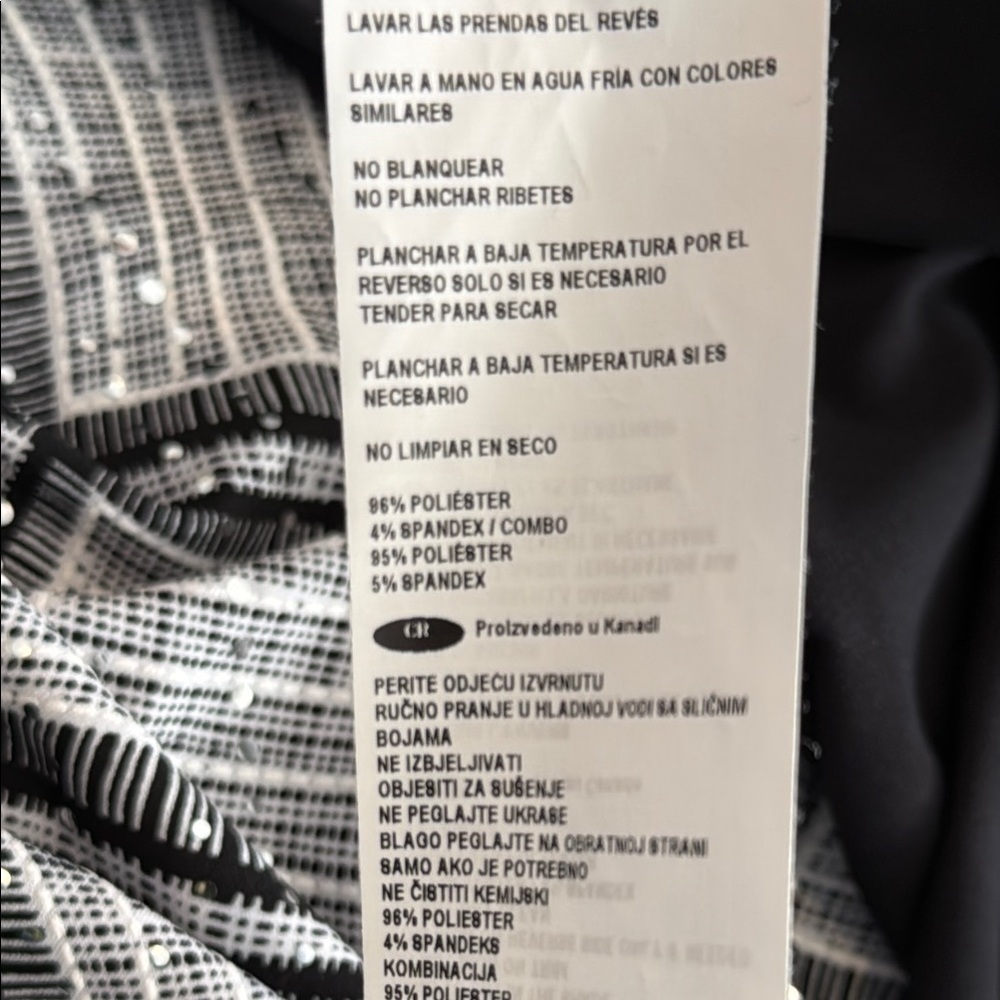 LAVAR LAS PRENDAS DEL REVÉS
LAVAR A MANO EN AGUA FRÍA CON COLORES
SIMILARES
NO BLANQUEAR
NO PLANCHAR RIBETES
PLANCHAR A BAJA TEMPERATURA POR EL
REVERSO SOLO SI ES NECESARIO
TENDER PARA SECAR
PLANCHAR A BAJA TEMPERATURA SI ES
NECESARIO
NO LIMPIAR EN SECO
96% POLIÉSTER
4% SPANDEX / COMBO
95% POLIÉSTER
5% SPANDEX
CR Proizvedeno u Kanadi
PERITE ODJEĆU IZVRNUTU
RUČNO PRANJE U HLADNOJ VODI SA SLIČNIM
BOJAMA
NE IZBJELJIVATI
OBJESITI ZA SUŠENJE
NE PEGLAJTE UKRASE
BLAGO PEGLAJTE NA OBRATNOJ STRANI
SAMO AKO JE POTREBNO
NE ČISTITI KEMIJSKI
96% POLIESTER
4% SPANDEKS
KOMBINACIJA
95% POLIESTER